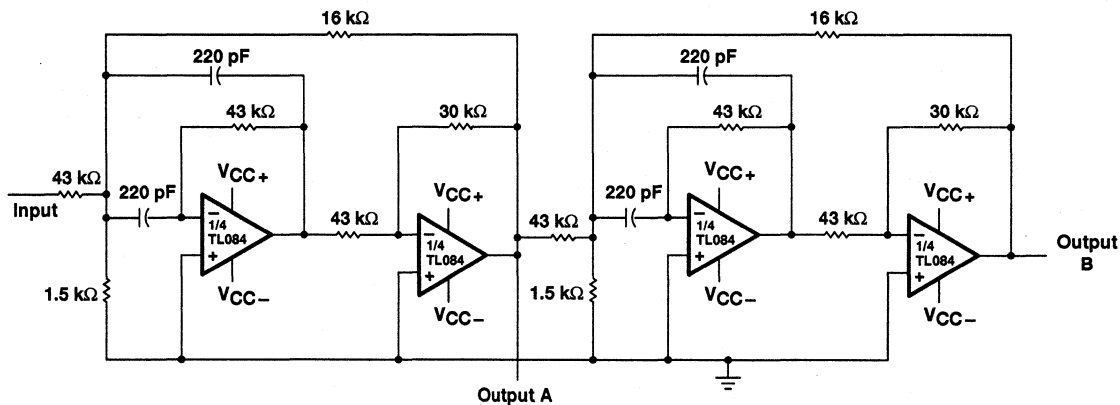 16 kΩ
16 kΩ
220 pF
220 pF
43 kΩ
30 kΩ
43 kΩ
30 kΩ
43 kΩ
Input
220 pF
VCC+
−
1/4
TL084
+
VCC−
43 kΩ
VCC+
−
1/4
TL084
+
VCC−
1.5 kΩ
43 kΩ
220 pF
VCC+
−
1/4
TL084
+
VCC−
43 kΩ
VCC+
−
1/4
TL084
+
VCC−
1.5 kΩ
Output
B
Output A